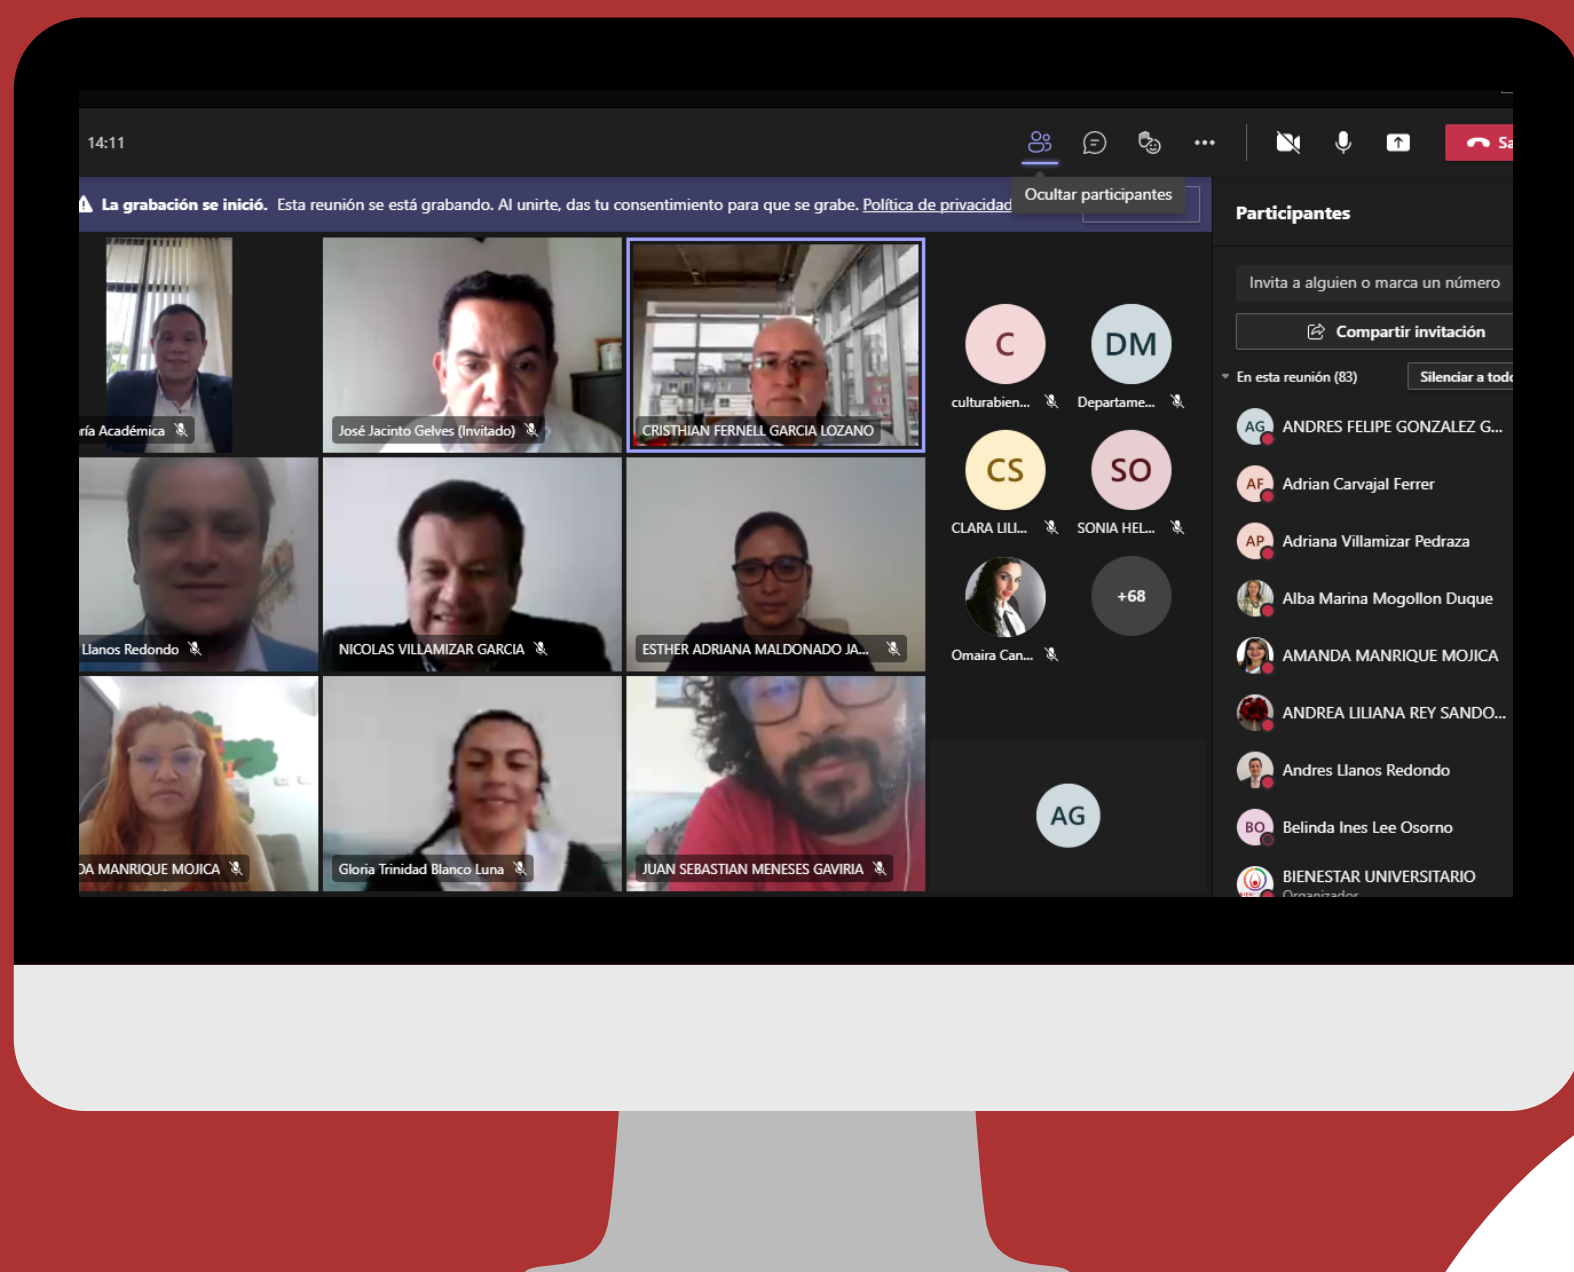 14:11
Sa
Ocultar participantes
La grabación se inició. Esta reunión se está grabando. Al unirte, das tu consentimiento para que se grabe. Política de privacidad
Participantes
Invita a alguien o marca un número
Compartir invitación
En esta reunión (83)
Silenciar a todo
ría Académica
José Jacinto Gelves (Invitado)
CRISTHIAN FERNELL GARCIA LOZANO
C
culturabien...
DM
Departame...
Llanos Redondo
NICOLAS VILLAMIZAR GARCIA
ESTHER ADRIANA MALDONADO JA...
CS
CLARA LILI...
SO
SONIA HEL...
Omaira Can...
+68
DA MANRIQUE MOJICA
Gloria Trinidad Blanco Luna
JUAN SEBASTIAN MENESES GAVIRIA
AG
AG ANDRES FELIPE GONZALEZ G...
AF Adrian Carvajal Ferrer
AP Adriana Villamizar Pedraza
Alba Marina Mogollon Duque
AMANDA MANRIQUE MOJICA
ANDREA LILIANA REY SANDO...
Andres Llanos Redondo
BO Belinda Ines Lee Osorno
BIENESTAR UNIVERSITARIO
Organizador